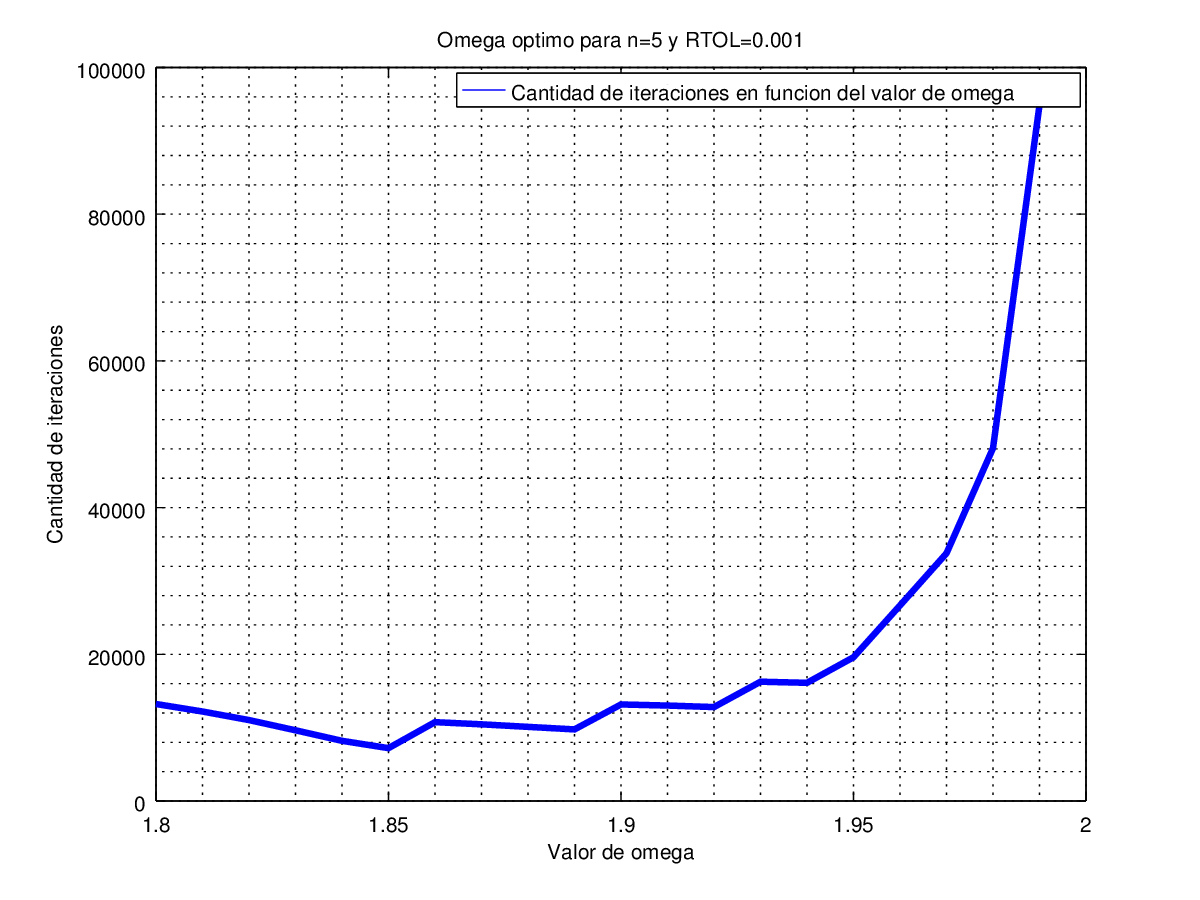 Omega optimo para n=5 y RTOL=0.001
Cantidad de iteraciones en funcion del valor de omega
100000
80000
60000
40000
20000
0
Cantidad de iteraciones
1.8
1.85
1.9
1.95
2
Valor de omega